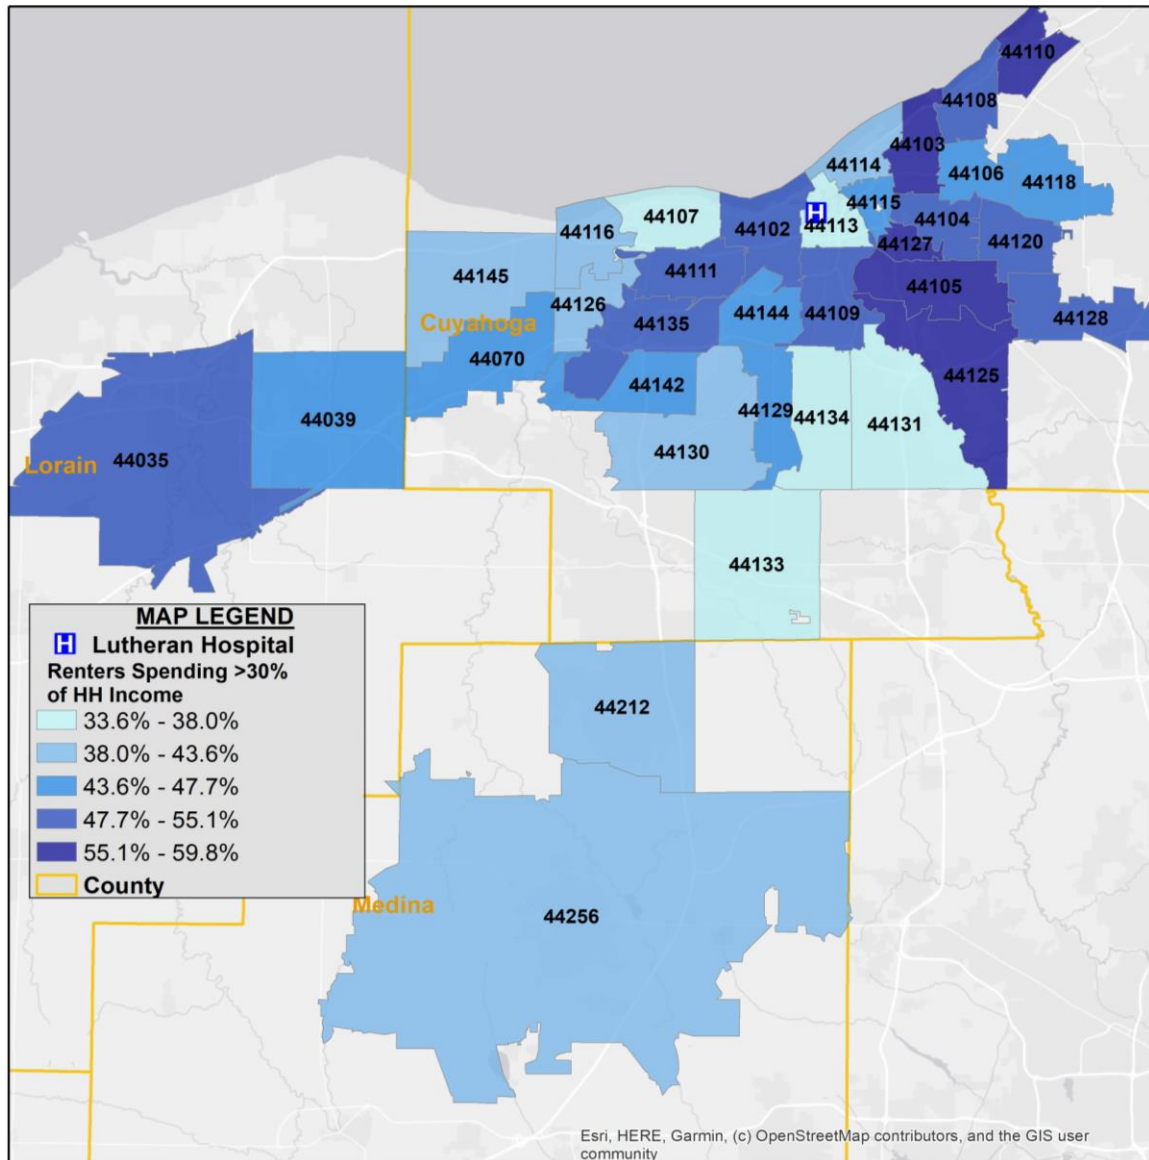 44110
44108
44103
44114
44106
44118
44107
44115
44116
44102
44113
44104
44127
44120
44145
44111
44105
44126
44135
44144
44109
44128
Cuyahoga
44070
44142
44125
44129
44134
44131
44039
44130
Lorain
44035
44133
MAP LEGEND
H Lutheran Hospital
Renters Spending >30%
of HH Income
33.6% - 38.0%
38.0% - 43.6%
43.6% - 47.7%
47.7% - 55.1%
55.1% - 59.8%
County
44212
Medina
44256
Esri, HERE, Garmin, (c) OpenStreetMap contributors, and the GIS user
community
H